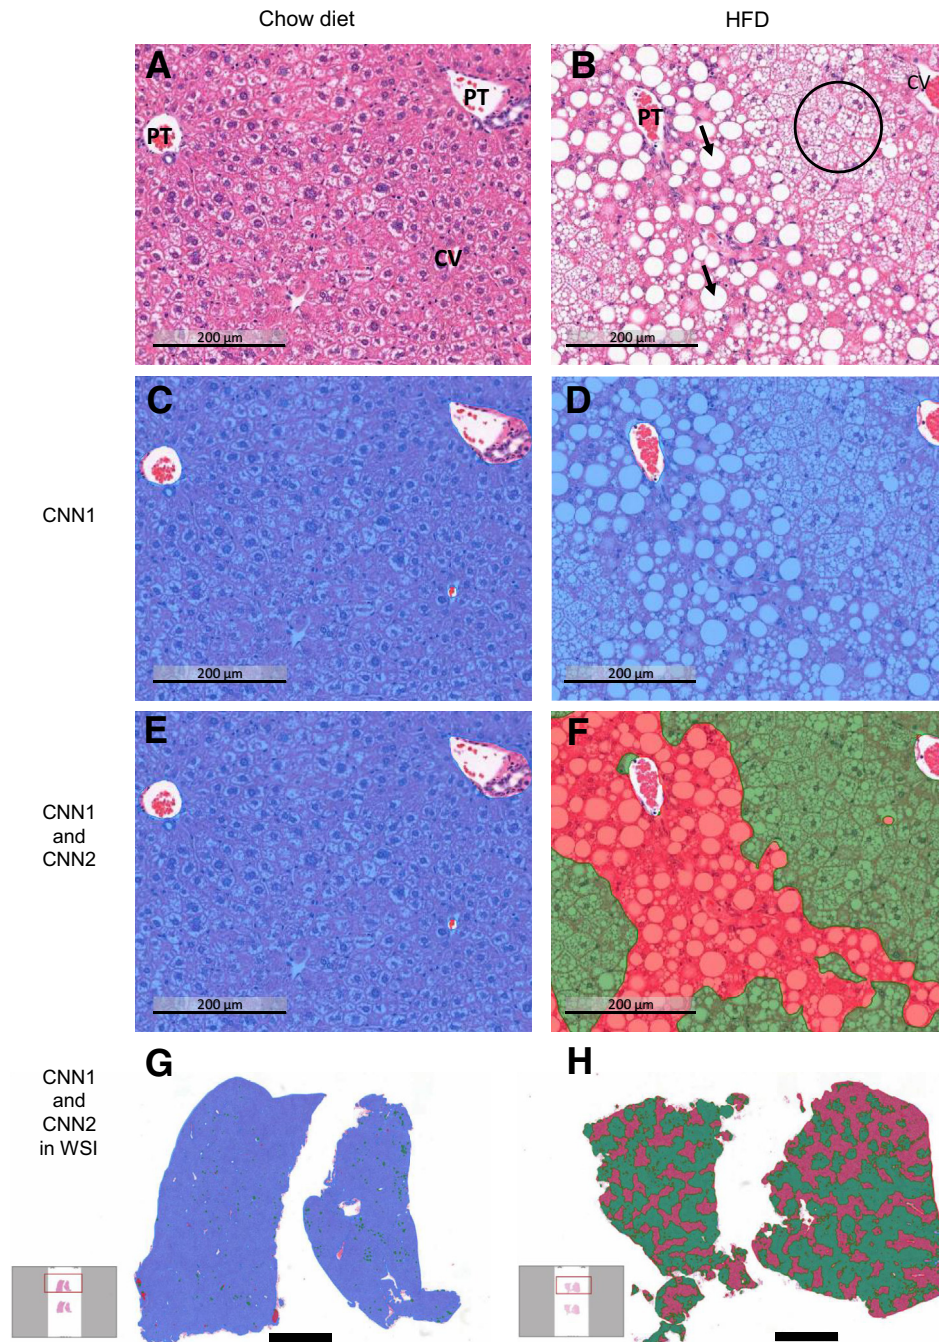 Chow diet
HFD
A
PT
PT
CV
200 µm
B
PT
CV
200 µm
CNN1
C
200 µm
D
200 µm
CNN1
and
CNN2
E
200 µm
F
200 µm
CNN1
and
CNN2
in WSI
G
H